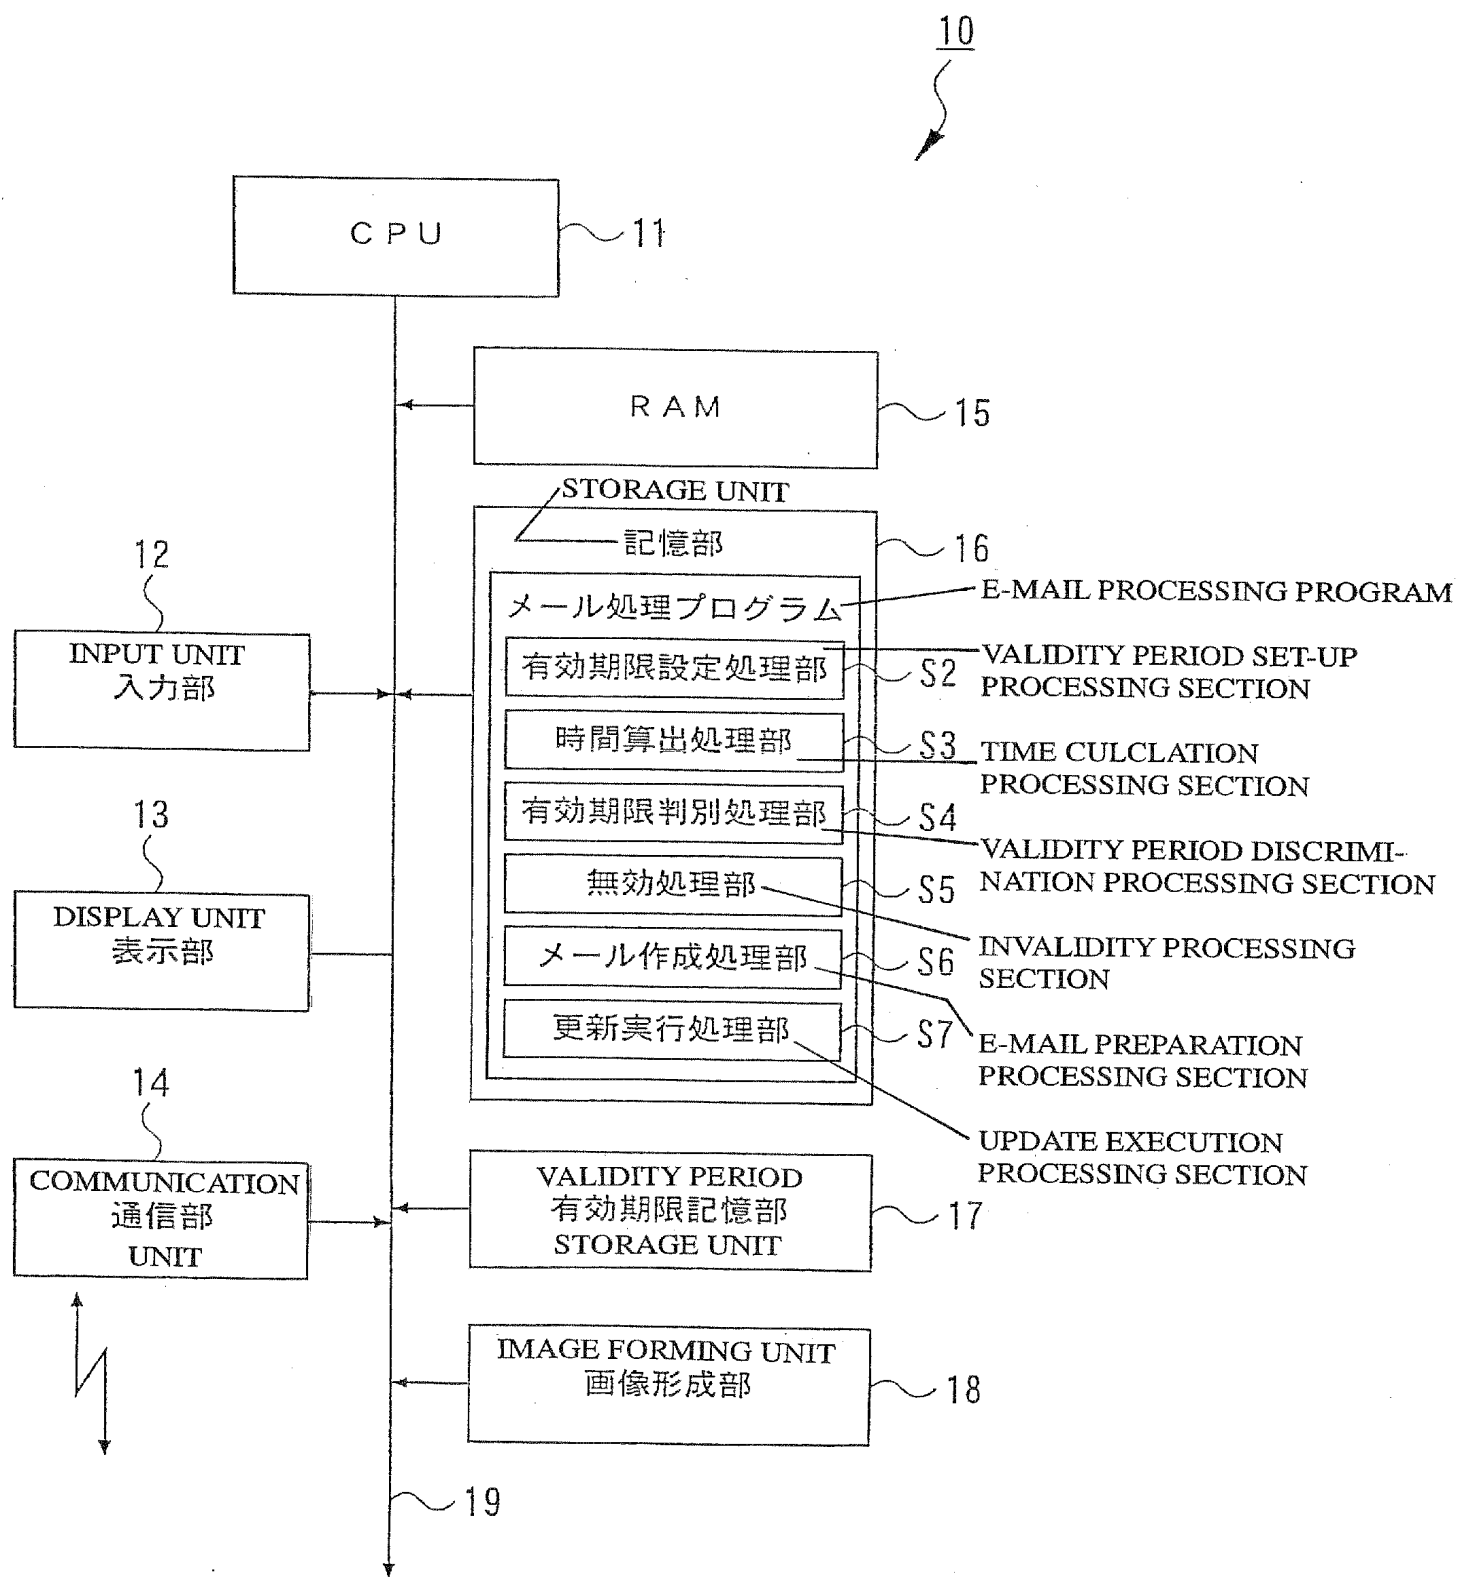 10
CPU
11
RAM
15
STORAGE UNIT
記憶部
16
メール処理プログラム
E-MAIL PROCESSING PROGRAM
有効期限設定処理部
S2
VALIDITY PERIOD SET-UP
PROCESSING SECTION
時間算出処理部
S3
TIME CULCLATION
PROCESSING SECTION
有効期限判別処理部
S4
VALIDITY PERIOD DISCRIMI-
NATION PROCESSING SECTION
無効処理部
S5
INVALIDITY PROCESSING
SECTION
メール作成処理部
S6
E-MAIL PREPARATION
PROCESSING SECTION
更新実行処理部
S7
UPDATE EXECUTION
PROCESSING SECTION
12
INPUT UNIT
入力部
13
DISPLAY UNIT
表示部
14
COMMUNICATION
通信部
UNIT
VALIDITY PERIOD
有効期限記憶部
STORAGE UNIT
17
IMAGE FORMING UNIT
画像形成部
18
19